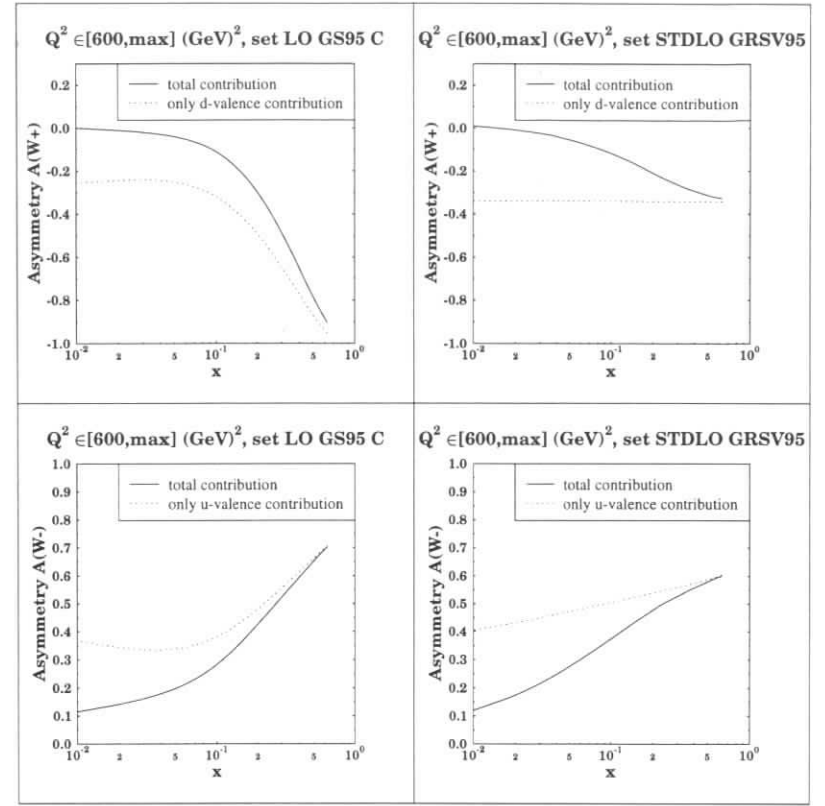 Q² ∈[600,max] (GeV)², set LO GS95 C
total contribution
only d-valence contribution
Asymmetry A(W+)
0.2
0.0
-0.2
-0.4
-0.6
-0.8
-1.0
10⁻² 2 5 10⁻¹ 2 5 10⁰
x
Q² ∈[600,max] (GeV)², set STDLO GRSV95
total contribution
only d-valence contribution
Asymmetry A(W+)
0.2
0.0
-0.2
-0.4
-0.6
-0.8
-1.0
10⁻² 2 5 10⁻¹ 2 5 10⁰
x
Q² ∈[600,max] (GeV)², set LO GS95 C
total contribution
only u-valence contribution
Asymmetry A(W-)
1.0
0.9
0.8
0.7
0.6
0.5
0.4
0.3
0.2
0.1
0.0
10⁻² 2 5 10⁻¹ 2 5 10⁰
x
Q² ∈[600,max] (GeV)², set STDLO GRSV95
total contribution
only u-valence contribution
Asymmetry A(W-)
1.0
0.9
0.8
0.7
0.6
0.5
0.4
0.3
0.2
0.1
0.0
10⁻² 2 5 10⁻¹ 2 5 10⁰
x